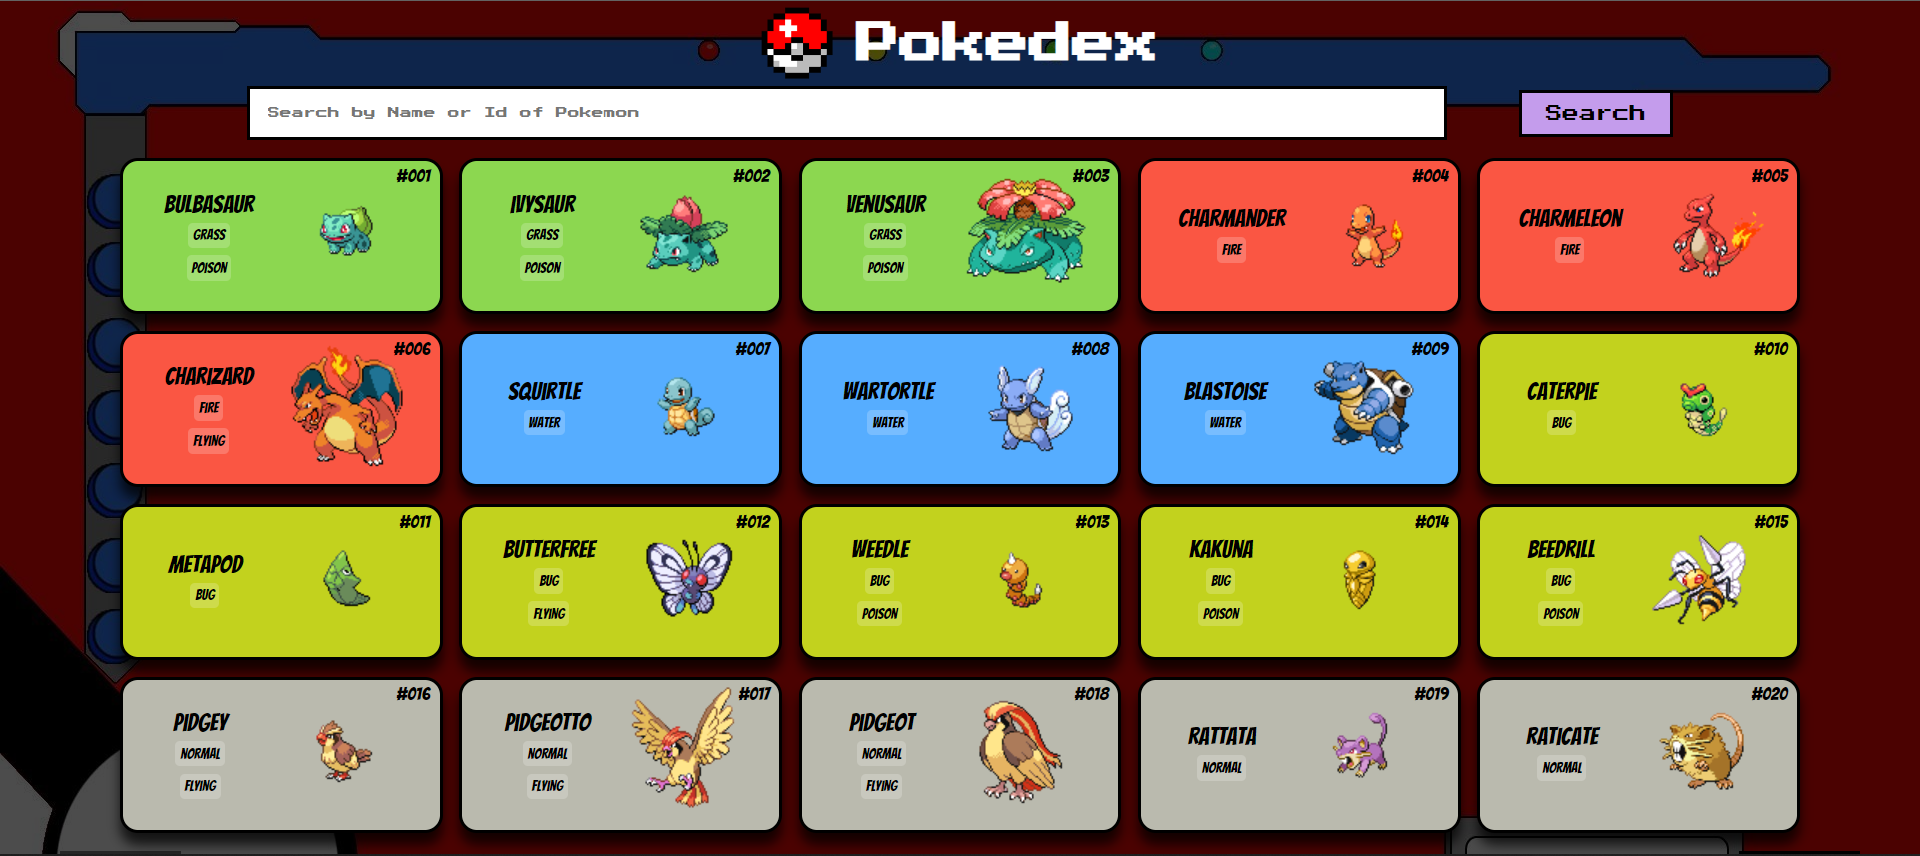 Pokedex
Search by Name or Id of Pokemon
Search
#001
BULBASAUR
GRASS
POISON
#002
IVYSAUR
GRASS
POISON
#003
VENUSAUR
GRASS
POISON
#004
CHARMANDER
FIRE
#005
CHARMELEON
FIRE
#006
CHARIZARD
FIRE
FLYING
#007
SQUIRTLE
WATER
#008
WARTORTLE
WATER
#009
BLASTOISE
WATER
#010
CATERPIE
BUG
#011
METAPOD
BUG
#012
BUTTERFREE
BUG
FLYING
#013
WEEDLE
BUG
POISON
#014
KAKUNA
BUG
POISON
#015
BEEDRILL
BUG
POISON
#016
PIDGEY
NORMAL
FLYING
#017
PIDGEOTTO
NORMAL
FLYING
#018
PIDGEOT
NORMAL
FLYING
#019
RATTATA
NORMAL
#020
RATICATE
NORMAL